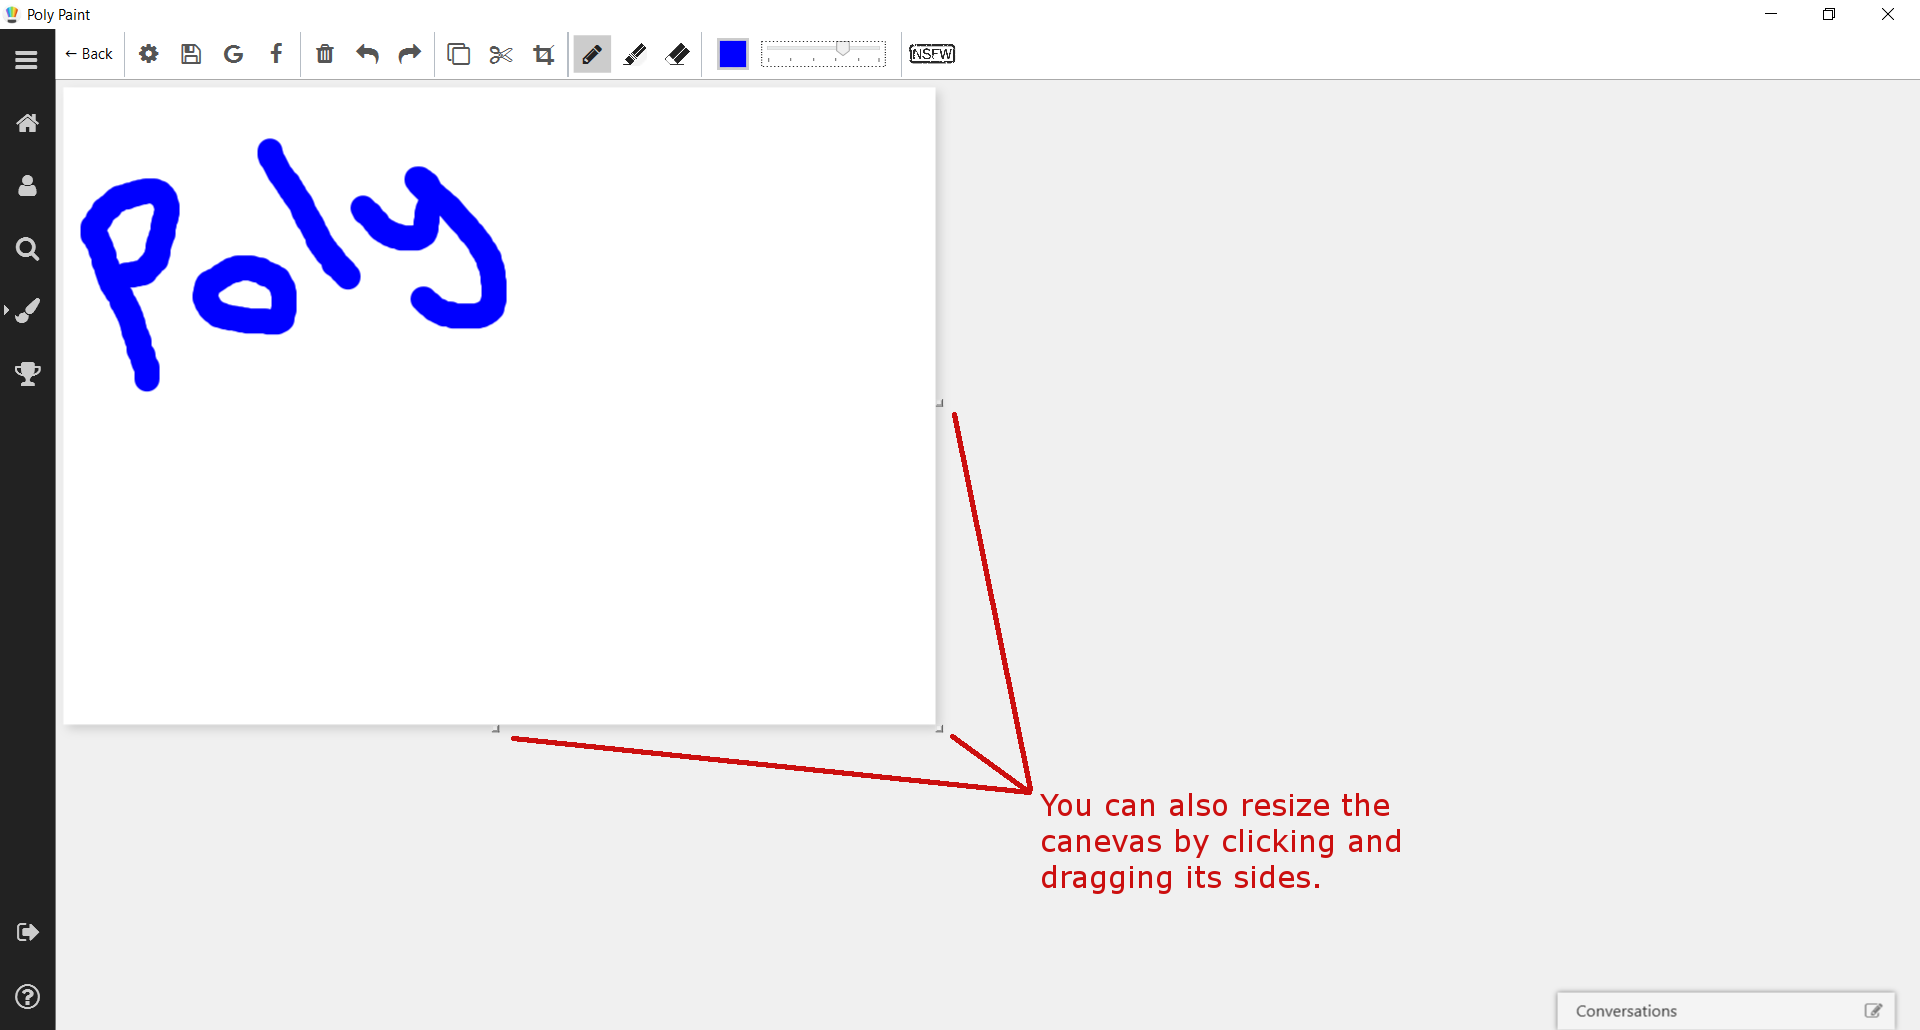 Poly Paint
← Back
NSFW
Poly
You can also resize the
canevas by clicking and
dragging its sides.
Conversations